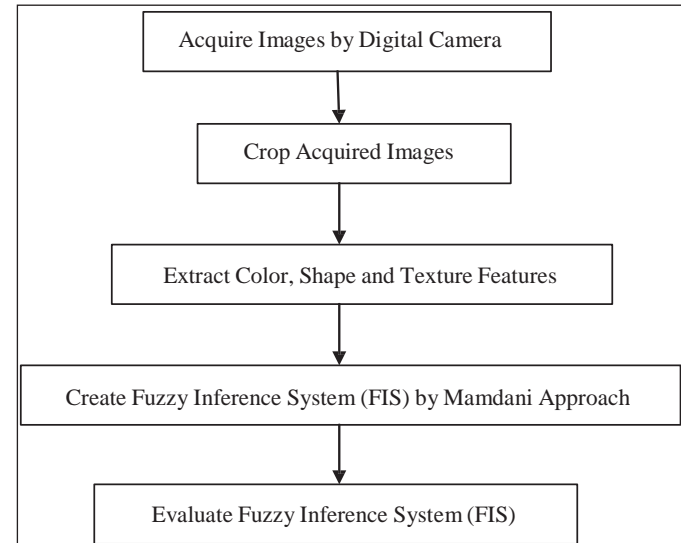 Acquire Images by Digital Camera
Crop Acquired Images
Extract Color, Shape and Texture Features
Create Fuzzy Inference System (FIS) by Mamdani Approach
Evaluate Fuzzy Inference System (FIS)